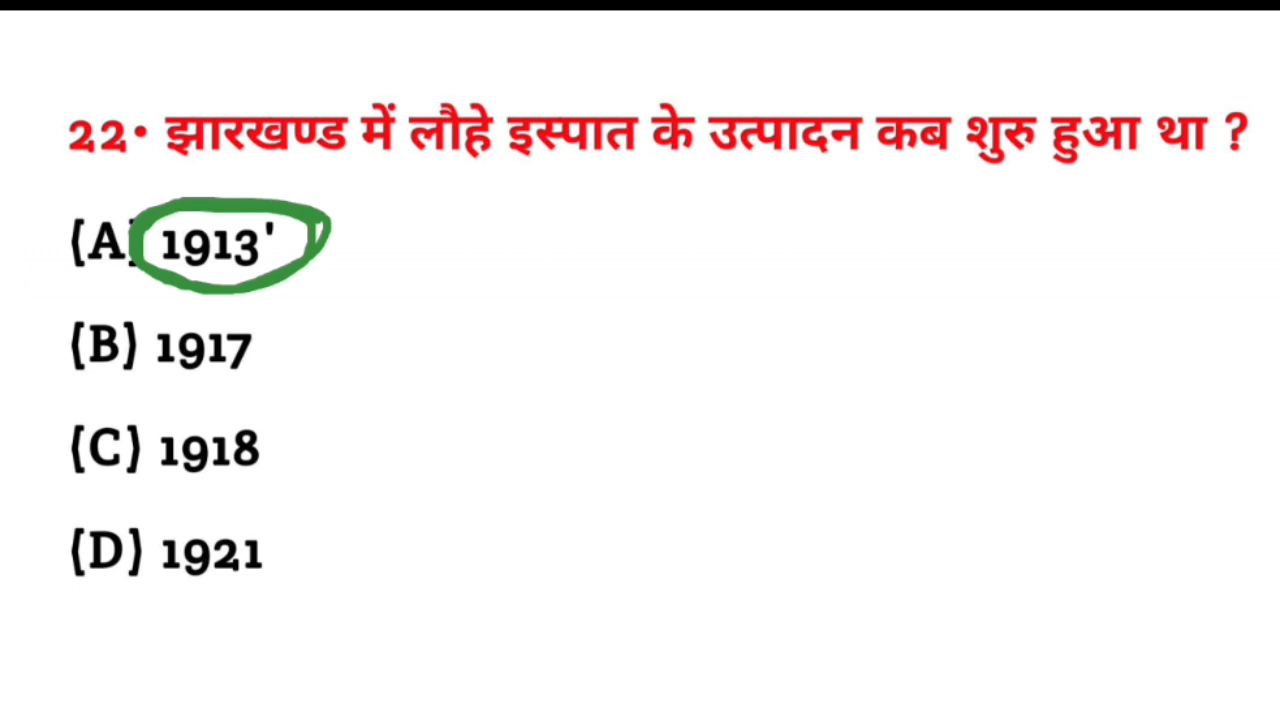 22• झारखण्ड में लौहे इस्पात के उत्पादन कब शुरु हुआ था ?
(A) 1913'
(B) 1917
(C) 1918
(D) 1921